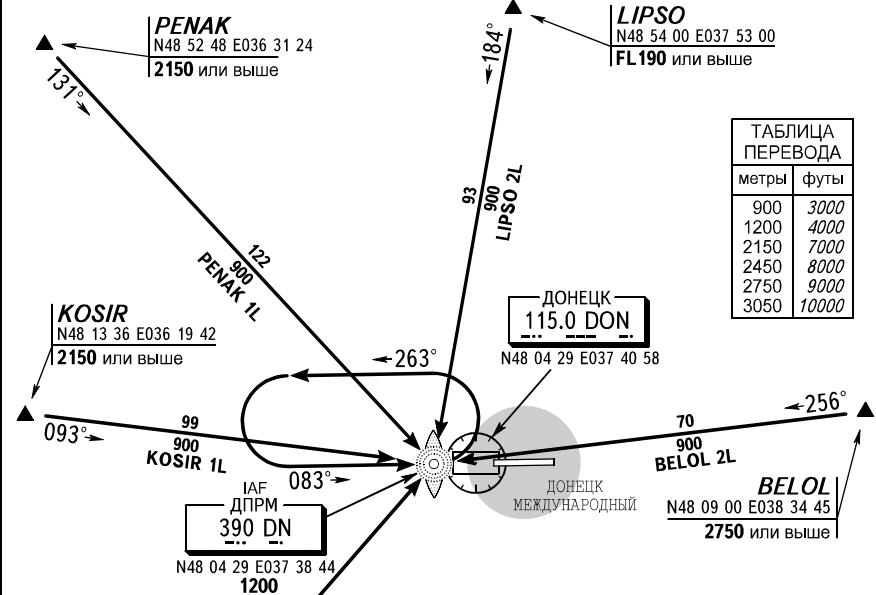 PENAK
N48 52 48 E036 31 24
2150 или выше
LIPSO
N48 54 00 E037 53 00
FL190 или выше
131°
184°
ТАБЛИЦА
ПЕРЕВОДА
метры футы
900 3000
1200 4000
2150 7000
2450 8000
2750 9000
3050 10000
93
900
LIPSO 2L
122
900
PENAK 1L
KOSIR
N48 13 36 E036 19 42
2150 или выше
ДОНЕЦК
115.0 DON
N48 04 29 E037 40 58
263°
256°
093°
99
900
KOSIR 1L
70
900
BELOL 2L
083°
IAF
ДПРМ
390 DN
N48 04 29 E037 38 44
1200
ДОНЕЦК
МЕЖДУНАРОДНЫЙ
BELOL
N48 09 00 E038 34 45
2750 или выше